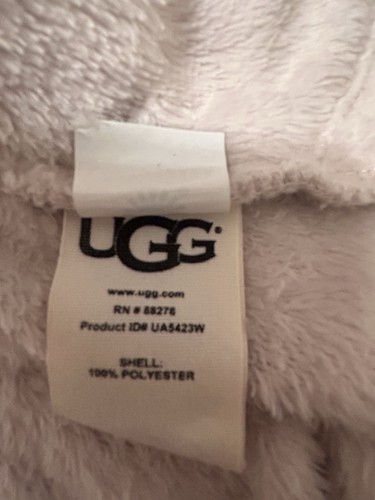 UGG®
www.ugg.com
RN # 88276
Product ID# UA5423W
SHELL:
100% POLYESTER